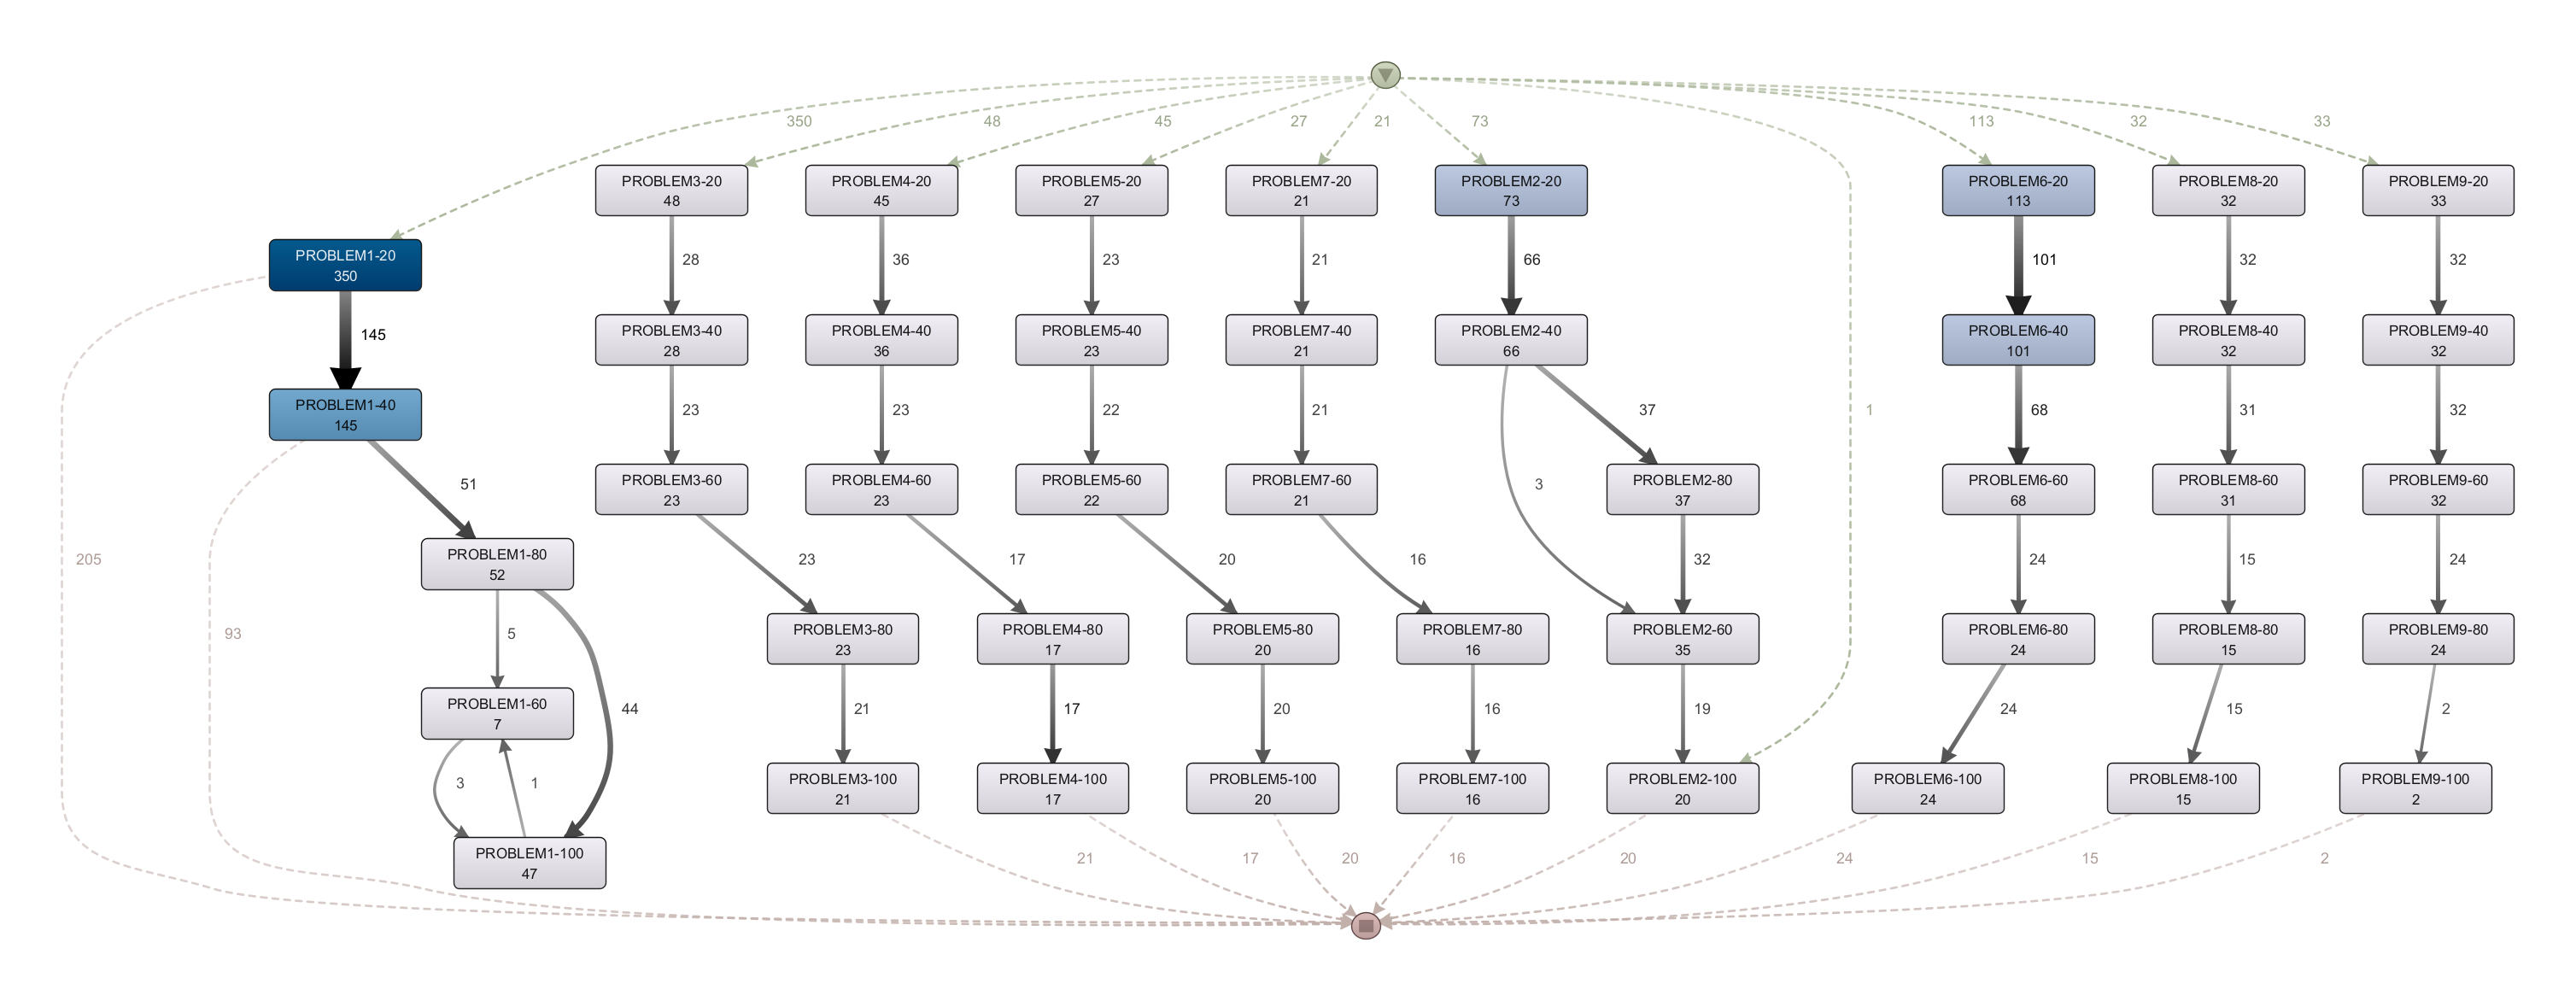 350
48
45
27
21
73
113
32
33
PROBLEM3-20
48
PROBLEM4-20
45
PROBLEM5-20
27
PROBLEM7-20
21
PROBLEM2-20
73
PROBLEM6-20
113
PROBLEM8-20
32
PROBLEM9-20
33
PROBLEM1-20
350
28
36
23
21
66
101
32
32
145
PROBLEM3-40
28
PROBLEM4-40
36
PROBLEM5-40
23
PROBLEM7-40
21
PROBLEM2-40
66
PROBLEM6-40
101
PROBLEM8-40
32
PROBLEM9-40
32
PROBLEM1-40
145
23
23
22
21
37
1
68
31
32
51
3
PROBLEM3-60
23
PROBLEM4-60
23
PROBLEM5-60
22
PROBLEM7-60
21
PROBLEM2-80
37
PROBLEM6-60
68
PROBLEM8-60
31
PROBLEM9-60
32
PROBLEM1-80
52
205
23
17
20
16
32
24
15
24
93
5
PROBLEM3-80
23
PROBLEM4-80
17
PROBLEM5-80
20
PROBLEM7-80
16
PROBLEM2-60
35
PROBLEM6-80
24
PROBLEM8-80
15
PROBLEM9-80
24
PROBLEM1-60
7
44
21
17
20
16
19
24
15
2
3
1
PROBLEM3-100
21
PROBLEM4-100
17
PROBLEM5-100
20
PROBLEM7-100
16
PROBLEM2-100
20
PROBLEM6-100
24
PROBLEM8-100
15
PROBLEM9-100
2
PROBLEM1-100
47
21
17
20
16
20
24
15
2